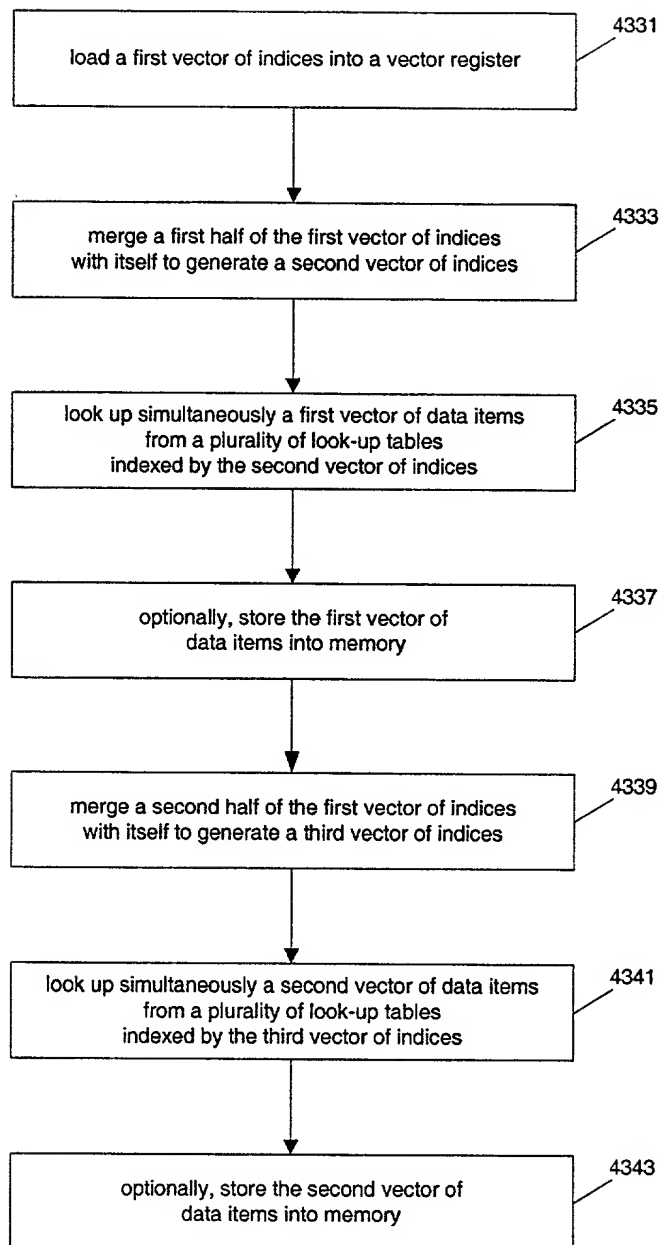 4331
load a first vector of indices into a vector register
4333
merge a first half of the first vector of indices
with itself to generate a second vector of indices
4335
look up simultaneously a first vector of data items
from a plurality of look-up tables
indexed by the second vector of indices
4337
optionally, store the first vector of
data items into memory
4339
merge a second half of the first vector of indices
with itself to generate a third vector of indices
4341
look up simultaneously a second vector of data items
from a plurality of look-up tables
indexed by the third vector of indices
4343
optionally, store the second vector of
data items into memory